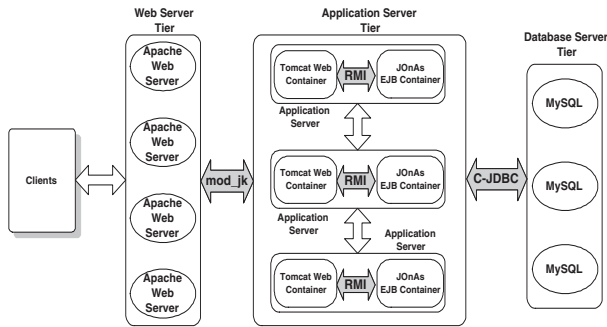 Web Server
Tier
Application Server
Tier
Database Server
Tier
Clients
Apache
Web
Server
Apache
Web
Server
Apache
Web
Server
Apache
Web
Server
mod_jk
Tomcat Web
Container
RMI
JOnAs
EJB Container
Application
Server
Tomcat Web
Container
RMI
JOnAs
EJB Container
Application
Server
Application
Server
Tomcat Web
Container
RMI
JOnAs
EJB Container
C-JDBC
MySQL
MySQL
MySQL